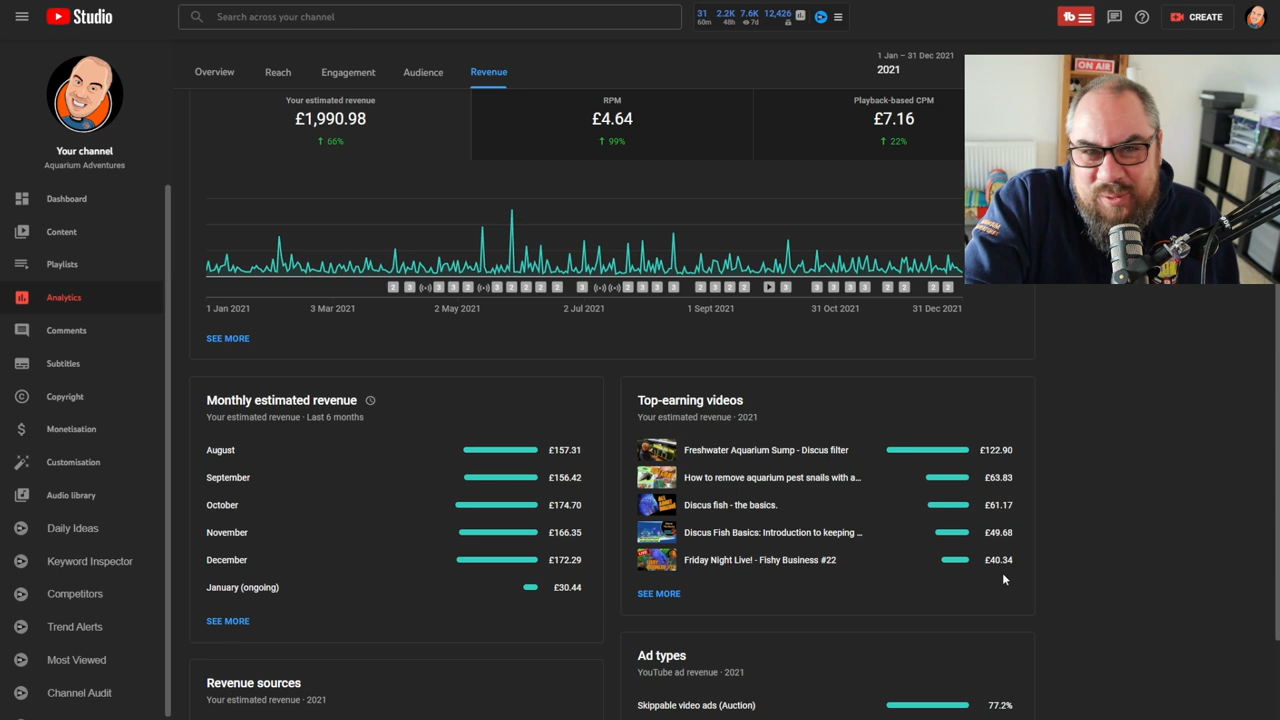 Studio
Search across your channel
31 2.2K 7.6K 12,426
60m 48h 7d
CREATE
ON AIR
Your channel
Aquarium Adventures
Dashboard
Content
Playlists
Analytics
Comments
Subtitles
Copyright
Monetisation
Customisation
Audio library
Daily Ideas
Keyword Inspector
Competitors
Trend Alerts
Most Viewed
Channel Audit
Overview Reach Engagement Audience Revenue
1 Jan – 31 Dec 2021
2021
Your estimated revenue
£1,990.98
66%
RPM
£4.64
99%
Playback-based CPM
£7.16
22%
1 Jan 2021 3 Mar 2021 2 May 2021 2 Jul 2021 1 Sept 2021 31 Oct 2021 31 Dec 2021
SEE MORE
Monthly estimated revenue
Your estimated revenue · Last 6 months
August £157.31
September £156.42
October £174.70
November £166.35
December £172.29
January (ongoing) £30.44
SEE MORE
Top-earning videos
Your estimated revenue · 2021
Freshwater Aquarium Sump - Discus filter £122.90
How to remove aquarium pest snails with a... £63.83
Discus fish - the basics. £61.17
Discus Fish Basics: Introduction to keeping ... £49.68
Friday Night Live! - Fishy Business #22 £40.34
SEE MORE
Revenue sources
Your estimated revenue · 2021
Ad types
YouTube ad revenue · 2021
Skippable video ads (Auction) 77.2%